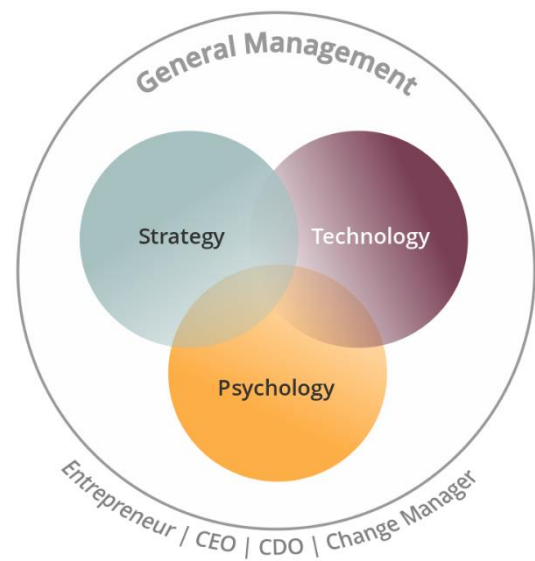 General Management
Strategy
Technology
Psychology
Entrepreneur | CEO | CDO | Change Manager